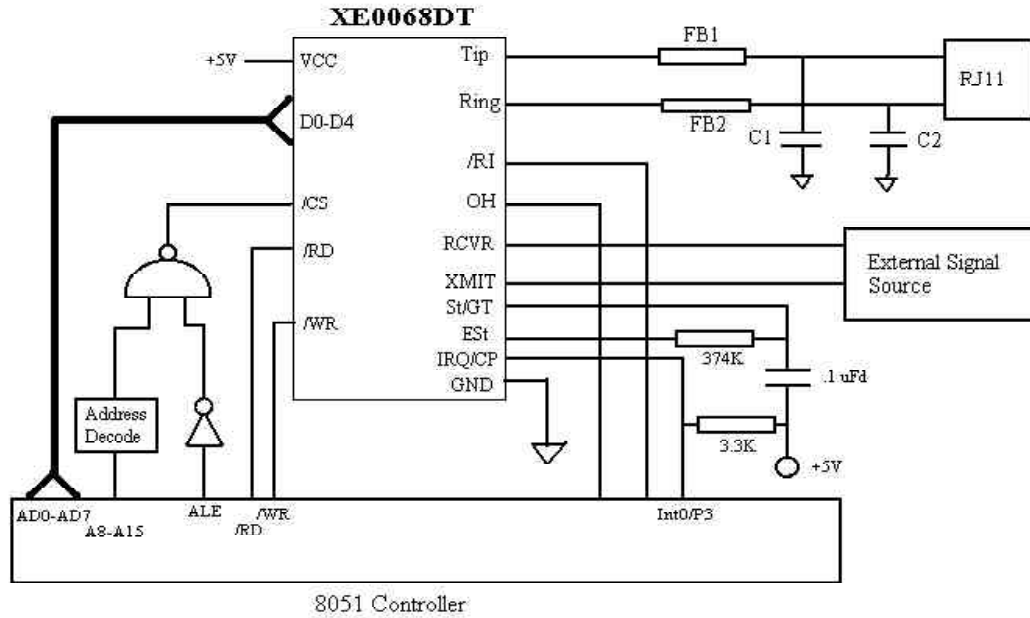 XE0068DT
+5V
VCC
Tip
FB1
RJ11
Ring
FB2
D0-D4
C1
C2
/RI
/CS
OH
/RD
RCVR
External Signal
Source
XMIT
St/GT
/WR
ESt
374K
IRQ/CP
.1 uFd
GND
Address
Decode
3.3K
+5V
AD0-AD7
A8-A15
ALE
/RD
/WR
Int0/P3
8051 Controller